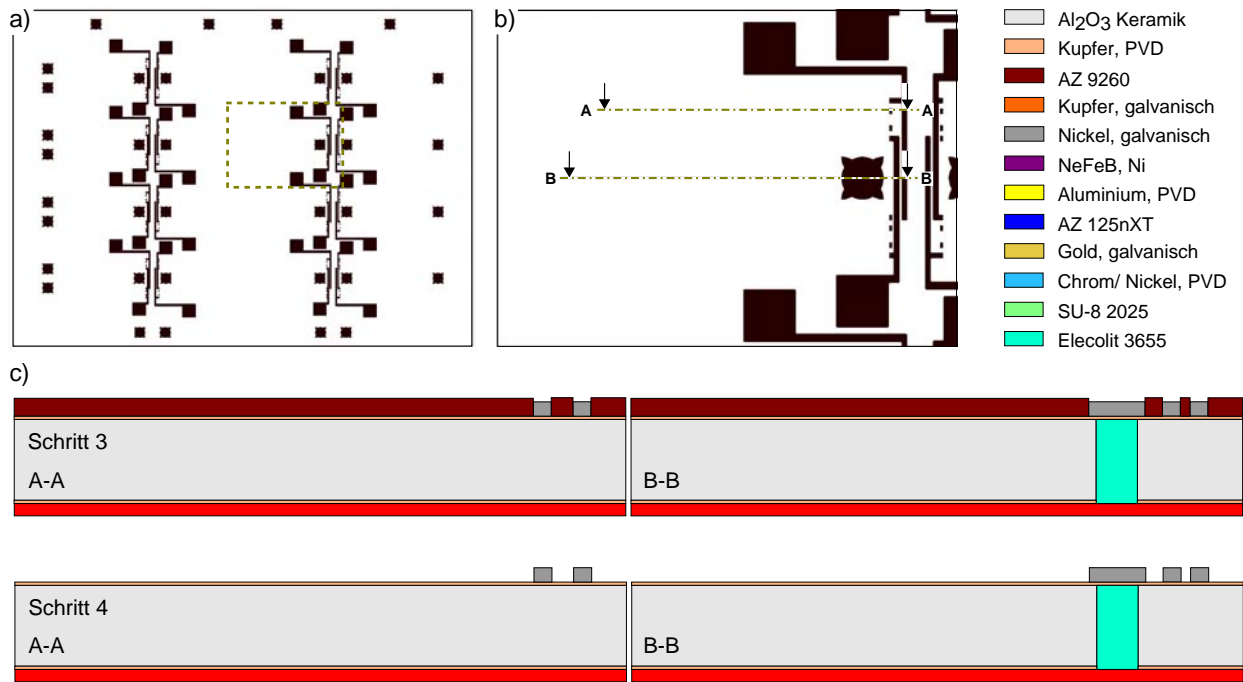 a)
b)
Al2O3 Keramik
Kupfer, PVD
AZ 9260
Kupfer, galvanisch
Nickel, galvanisch
NeFeB, Ni
Aluminium, PVD
AZ 125nXT
Gold, galvanisch
Chrom/ Nickel, PVD
SU-8 2025
Elecolit 3655
A A
B B
c)
Schritt 3
A-A B-B
Schritt 4
A-A B-B